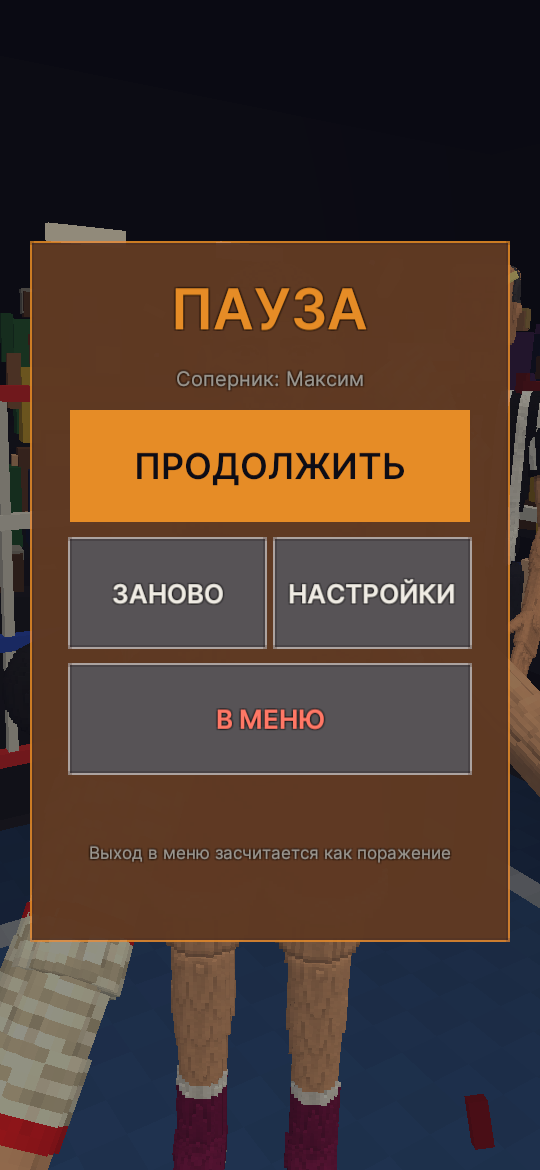 ПАУЗА
Соперник: Максим
ПРОДОЛЖИТЬ
ЗАНОВО
НАСТРОЙКИ
В МЕНЮ
Выход в меню засчитается как поражение